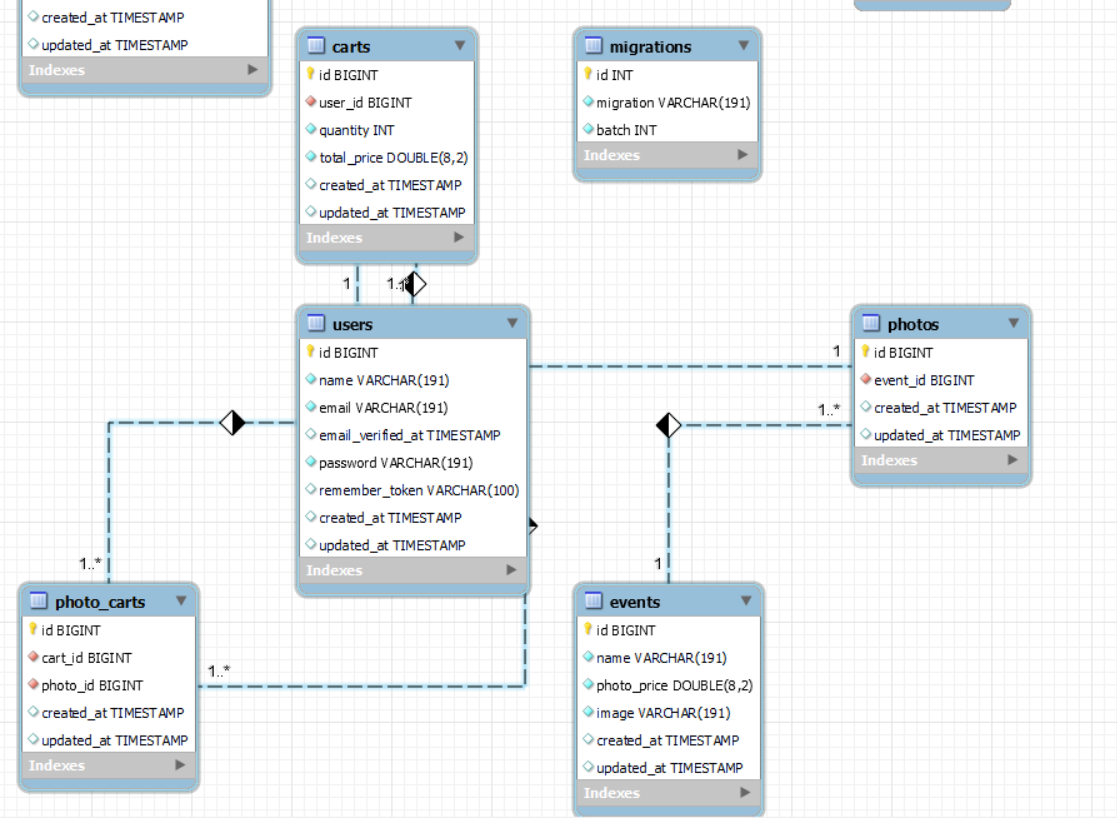 created_at TIMESTAMP
updated_at TIMESTAMP
Indexes
carts
id BIGINT
user_id BIGINT
quantity INT
total_price DOUBLE(8,2)
created_at TIMESTAMP
updated_at TIMESTAMP
Indexes
migrations
id INT
migration VARCHAR(191)
batch INT
Indexes
1
1..*
users
id BIGINT
name VARCHAR(191)
email VARCHAR(191)
email_verified_at TIMESTAMP
password VARCHAR(191)
remember_token VARCHAR(100)
created_at TIMESTAMP
updated_at TIMESTAMP
Indexes
1
1..*
photos
id BIGINT
event_id BIGINT
created_at TIMESTAMP
updated_at TIMESTAMP
Indexes
1..*
1..*
photo_carts
id BIGINT
cart_id BIGINT
photo_id BIGINT
created_at TIMESTAMP
updated_at TIMESTAMP
Indexes
1
events
id BIGINT
name VARCHAR(191)
photo_price DOUBLE(8,2)
image VARCHAR(191)
created_at TIMESTAMP
updated_at TIMESTAMP
Indexes